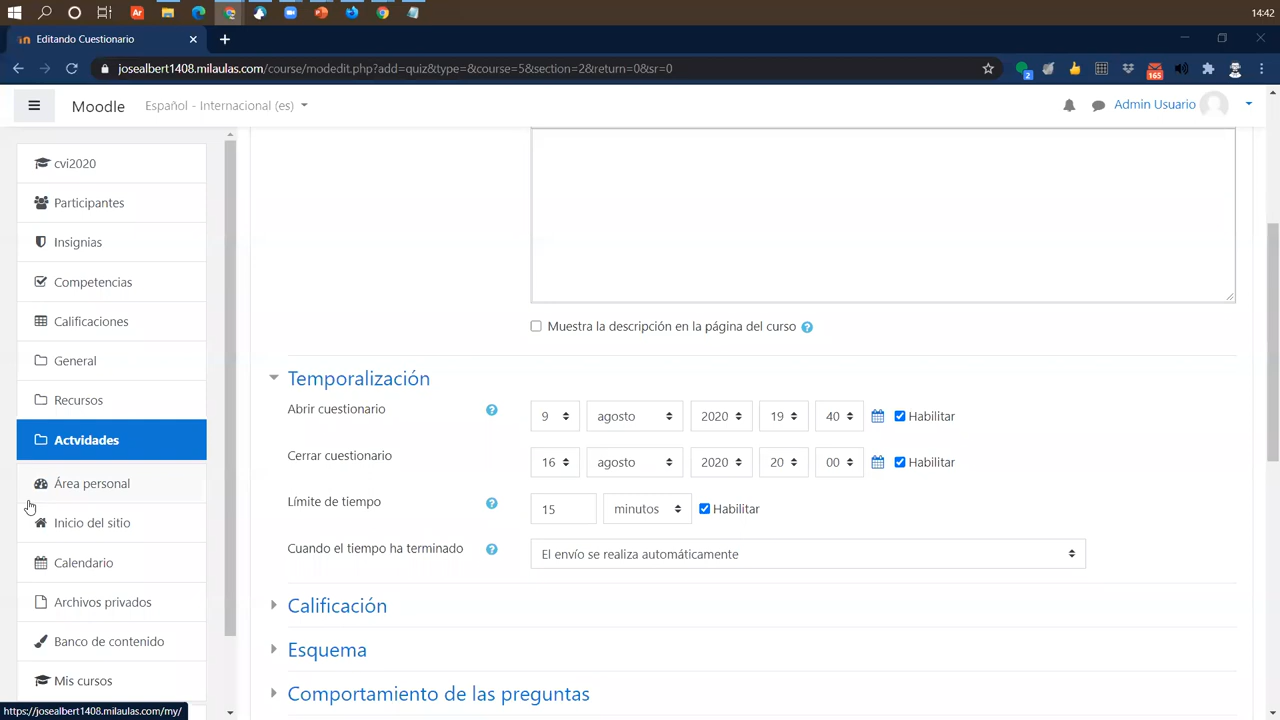 14:42
Editando Cuestionario
josealbert1408.milaulas.com/course/modedit.php?add=quiz&type=&course=5&section=2&return=0&sr=0
2
165
Moodle
Español - Internacional (es)
Admin Usuario
cvi2020
Participantes
Insignias
Competencias
Calificaciones
General
Recursos
Actvidades
Área personal
Inicio del sitio
Calendario
Archivos privados
Banco de contenido
Mis cursos
https://josealbert1408.milaulas.com/my/
Muestra la descripción en la página del curso
Temporalización
Abrir cuestionario 9 agosto 2020 19 40 Habilitar
Cerrar cuestionario 16 agosto 2020 20 00 Habilitar
Límite de tiempo 15 minutos Habilitar
Cuando el tiempo ha terminado El envío se realiza automáticamente
Calificación
Esquema
Comportamiento de las preguntas